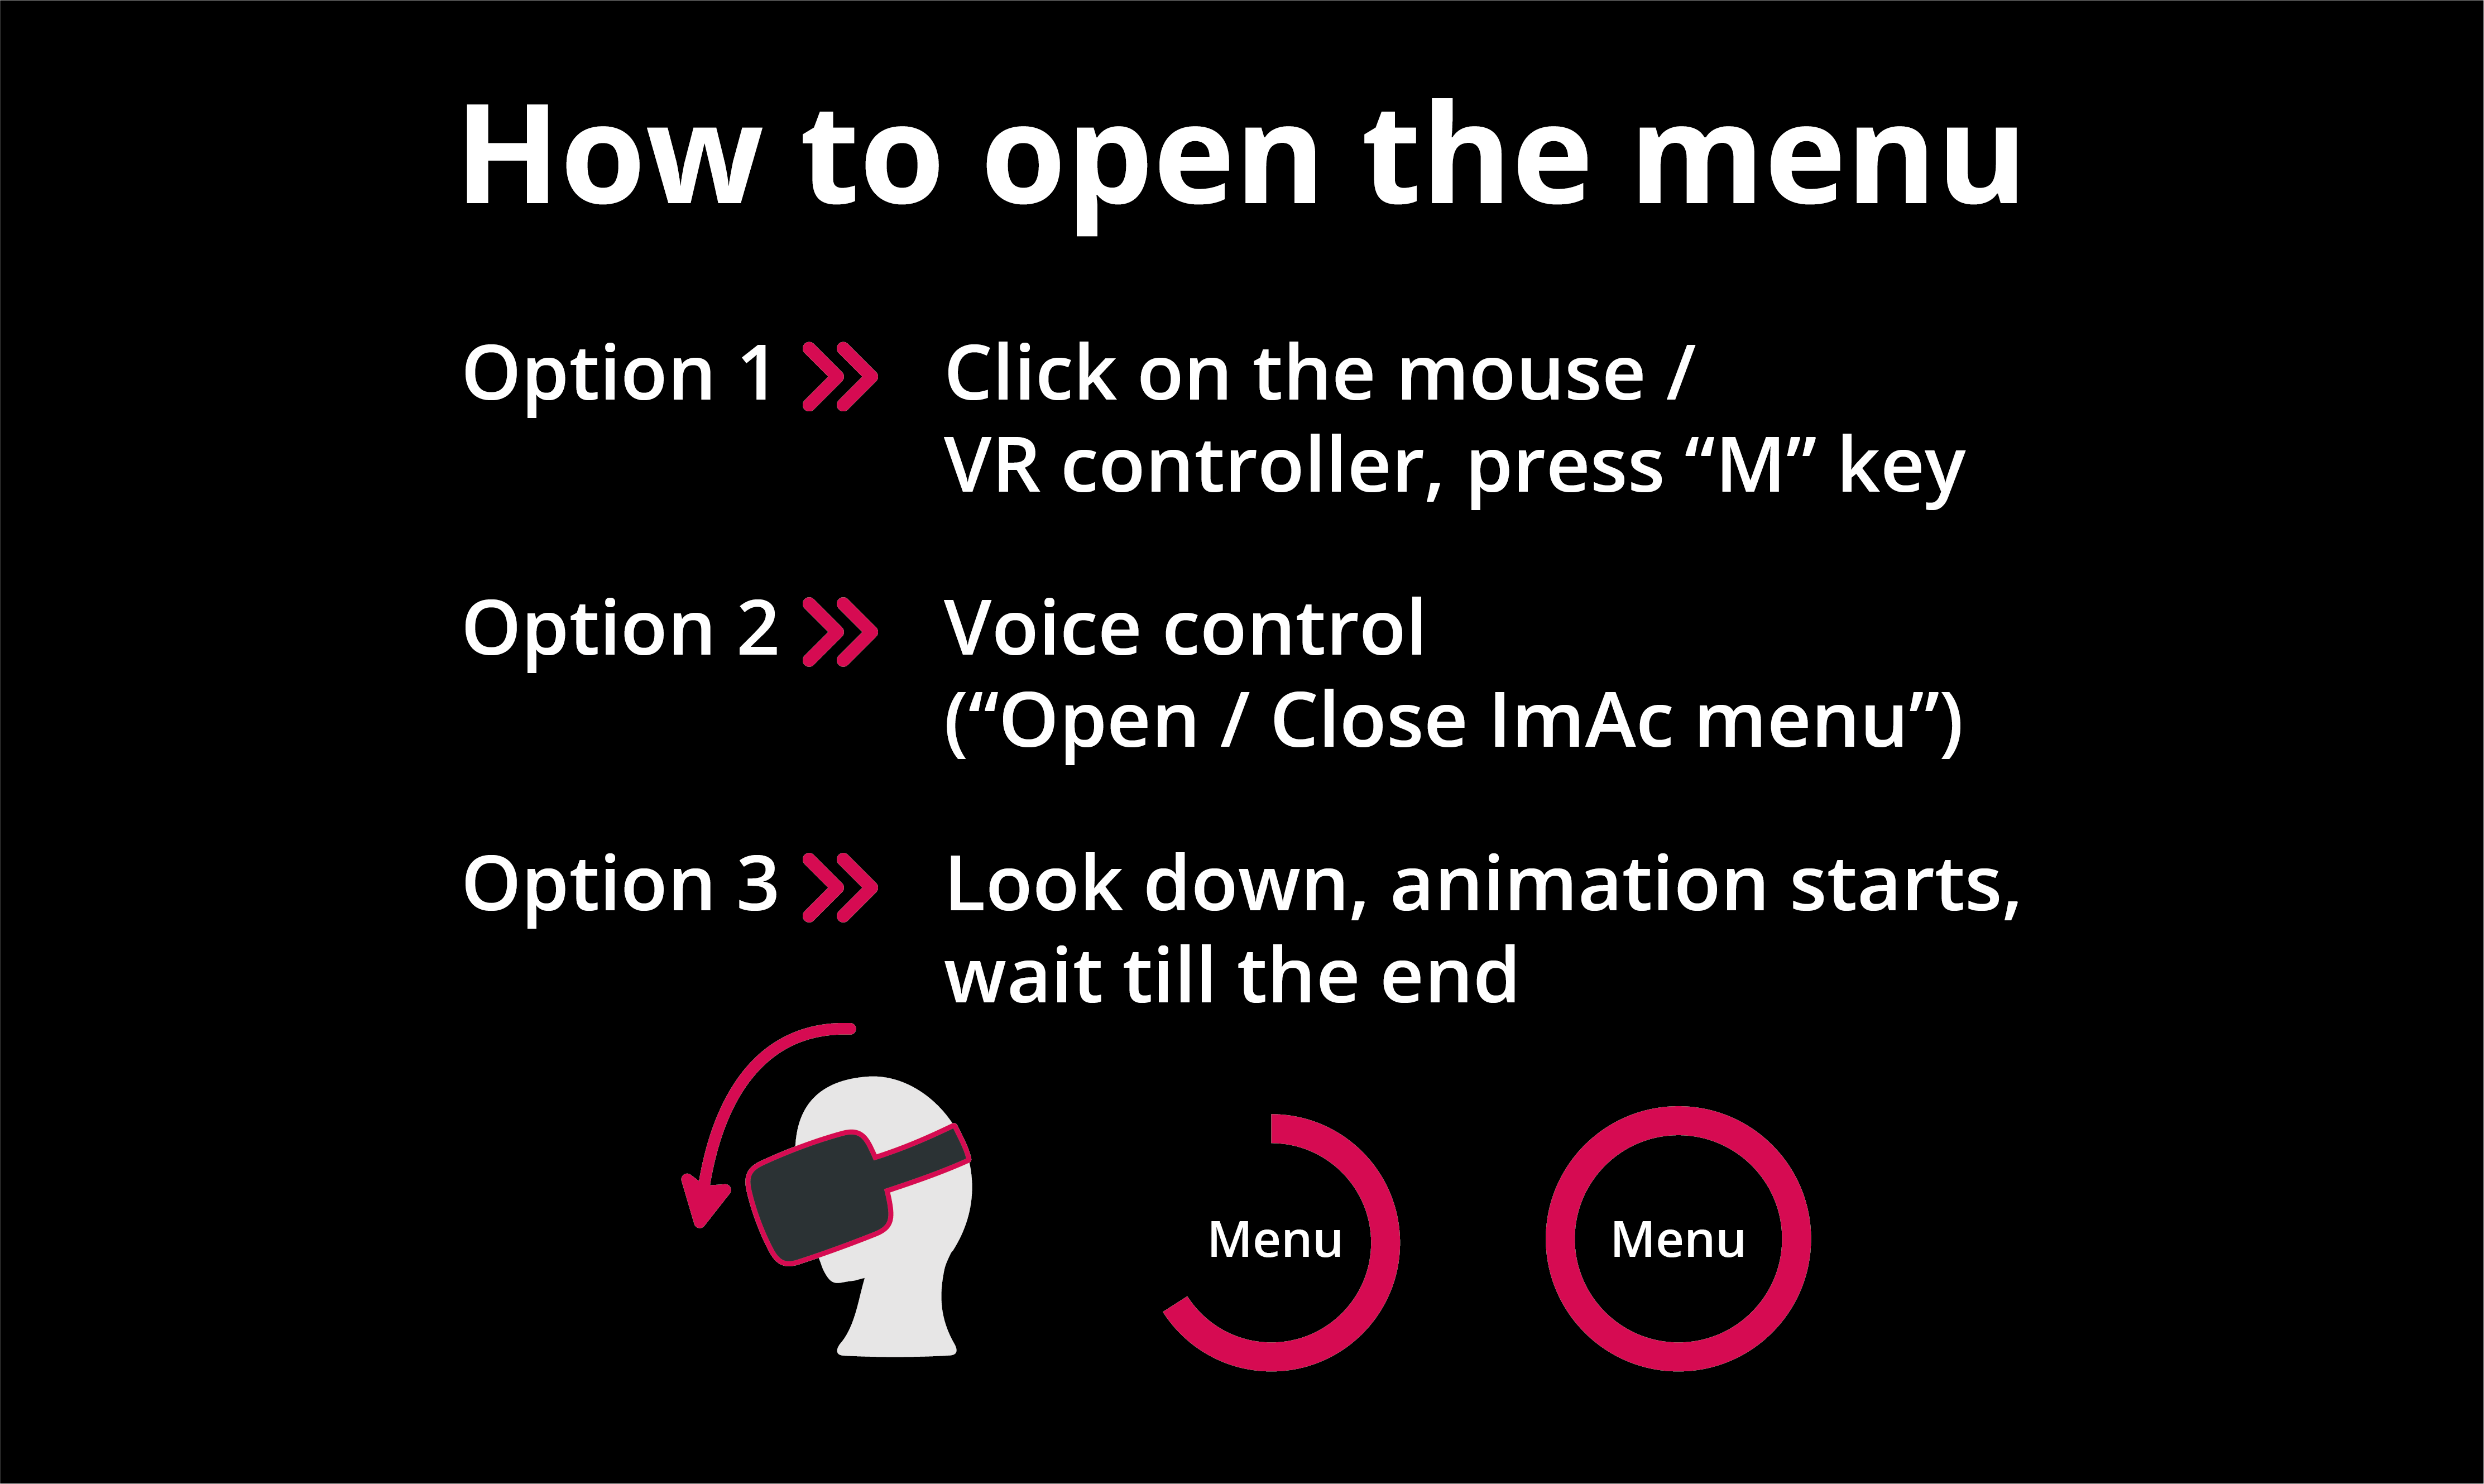 How to open the menu
Option 1 Click on the mouse /
VR controller, press “M” key
Option 2 Voice control
(“Open / Close ImAc menu”)
Option 3 Look down, animation starts,
wait till the end
Menu Menu